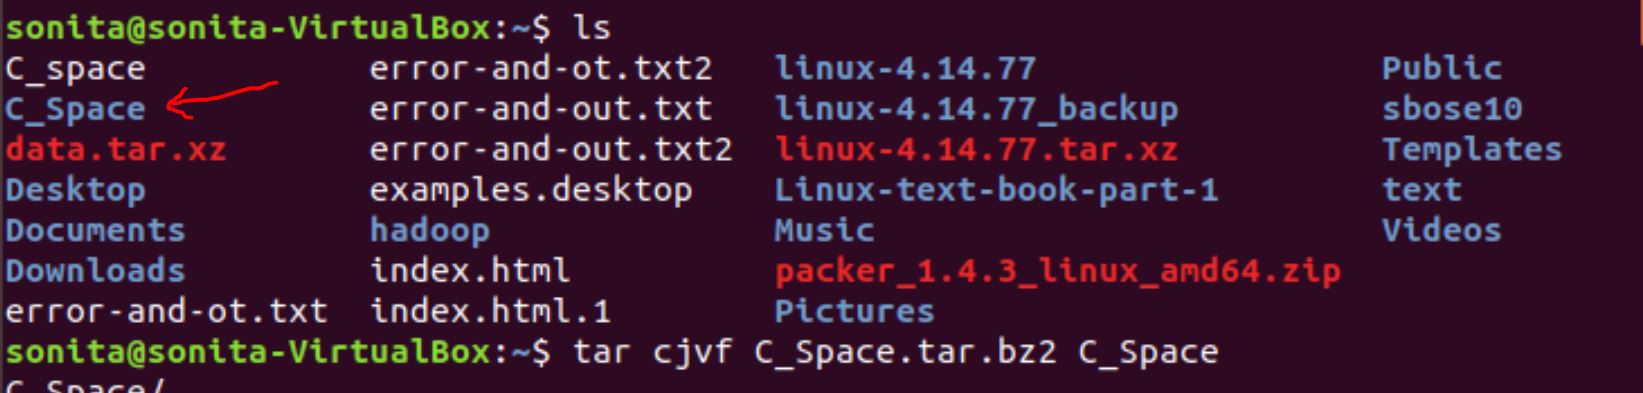 sonita@sonita-VirtualBox:~$ ls
C_space error-and-ot.txt2 linux-4.14.77 Public
C_Space error-and-out.txt linux-4.14.77_backup sbose10
data.tar.xz error-and-out.txt2 linux-4.14.77.tar.xz Templates
Desktop examples.desktop Linux-text-book-part-1 text
Documents hadoop Music Videos
Downloads index.html packer_1.4.3_linux_amd64.zip
error-and-ot.txt index.html.1 Pictures
sonita@sonita-VirtualBox:~$ tar cjvf C_Space.tar.bz2 C_Space
C_Space/